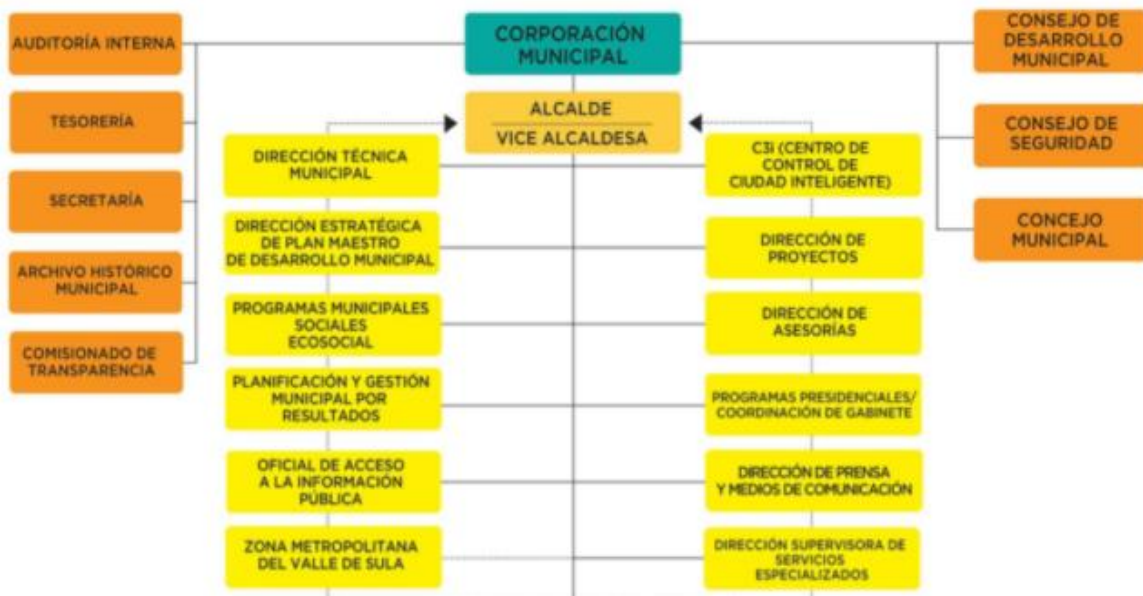 AUDITORÍA INTERNA
TESORERÍA
SECRETARÍA
ARCHIVO HISTÓRICO
MUNICIPAL
COMISIONADO DE
TRANSPARENCIA
CORPORACIÓN
MUNICIPAL
ALCALDE
VICE ALCALDESA
DIRECCIÓN TÉCNICA
MUNICIPAL
DIRECCIÓN ESTRATÉGICA
DE PLAN MAESTRO
DE DESARROLLO MUNICIPAL
PROGRAMAS MUNICIPALES
SOCIALES
ECOSOCIAL
PLANIFICACIÓN Y GESTIÓN
MUNICIPAL POR
RESULTADOS
OFICIAL DE ACCESO
A LA INFORMACIÓN
PÚBLICA
ZONA METROPOLITANA
DEL VALLE DE SULA
C3i (CENTRO DE
CONTROL DE
CIUDAD INTELIGENTE)
DIRECCIÓN DE
PROYECTOS
DIRECCIÓN DE
ASESORÍAS
PROGRAMAS PRESIDENCIALES/
COORDINACIÓN DE GABINETE
DIRECCIÓN DE PRENSA
Y MEDIOS DE COMUNICACIÓN
DIRECCIÓN SUPERVISORA DE
SERVICIOS
ESPECIALIZADOS
CONSEJO DE
DESARROLLO
MUNICIPAL
CONSEJO DE
SEGURIDAD
CONCEJO
MUNICIPAL